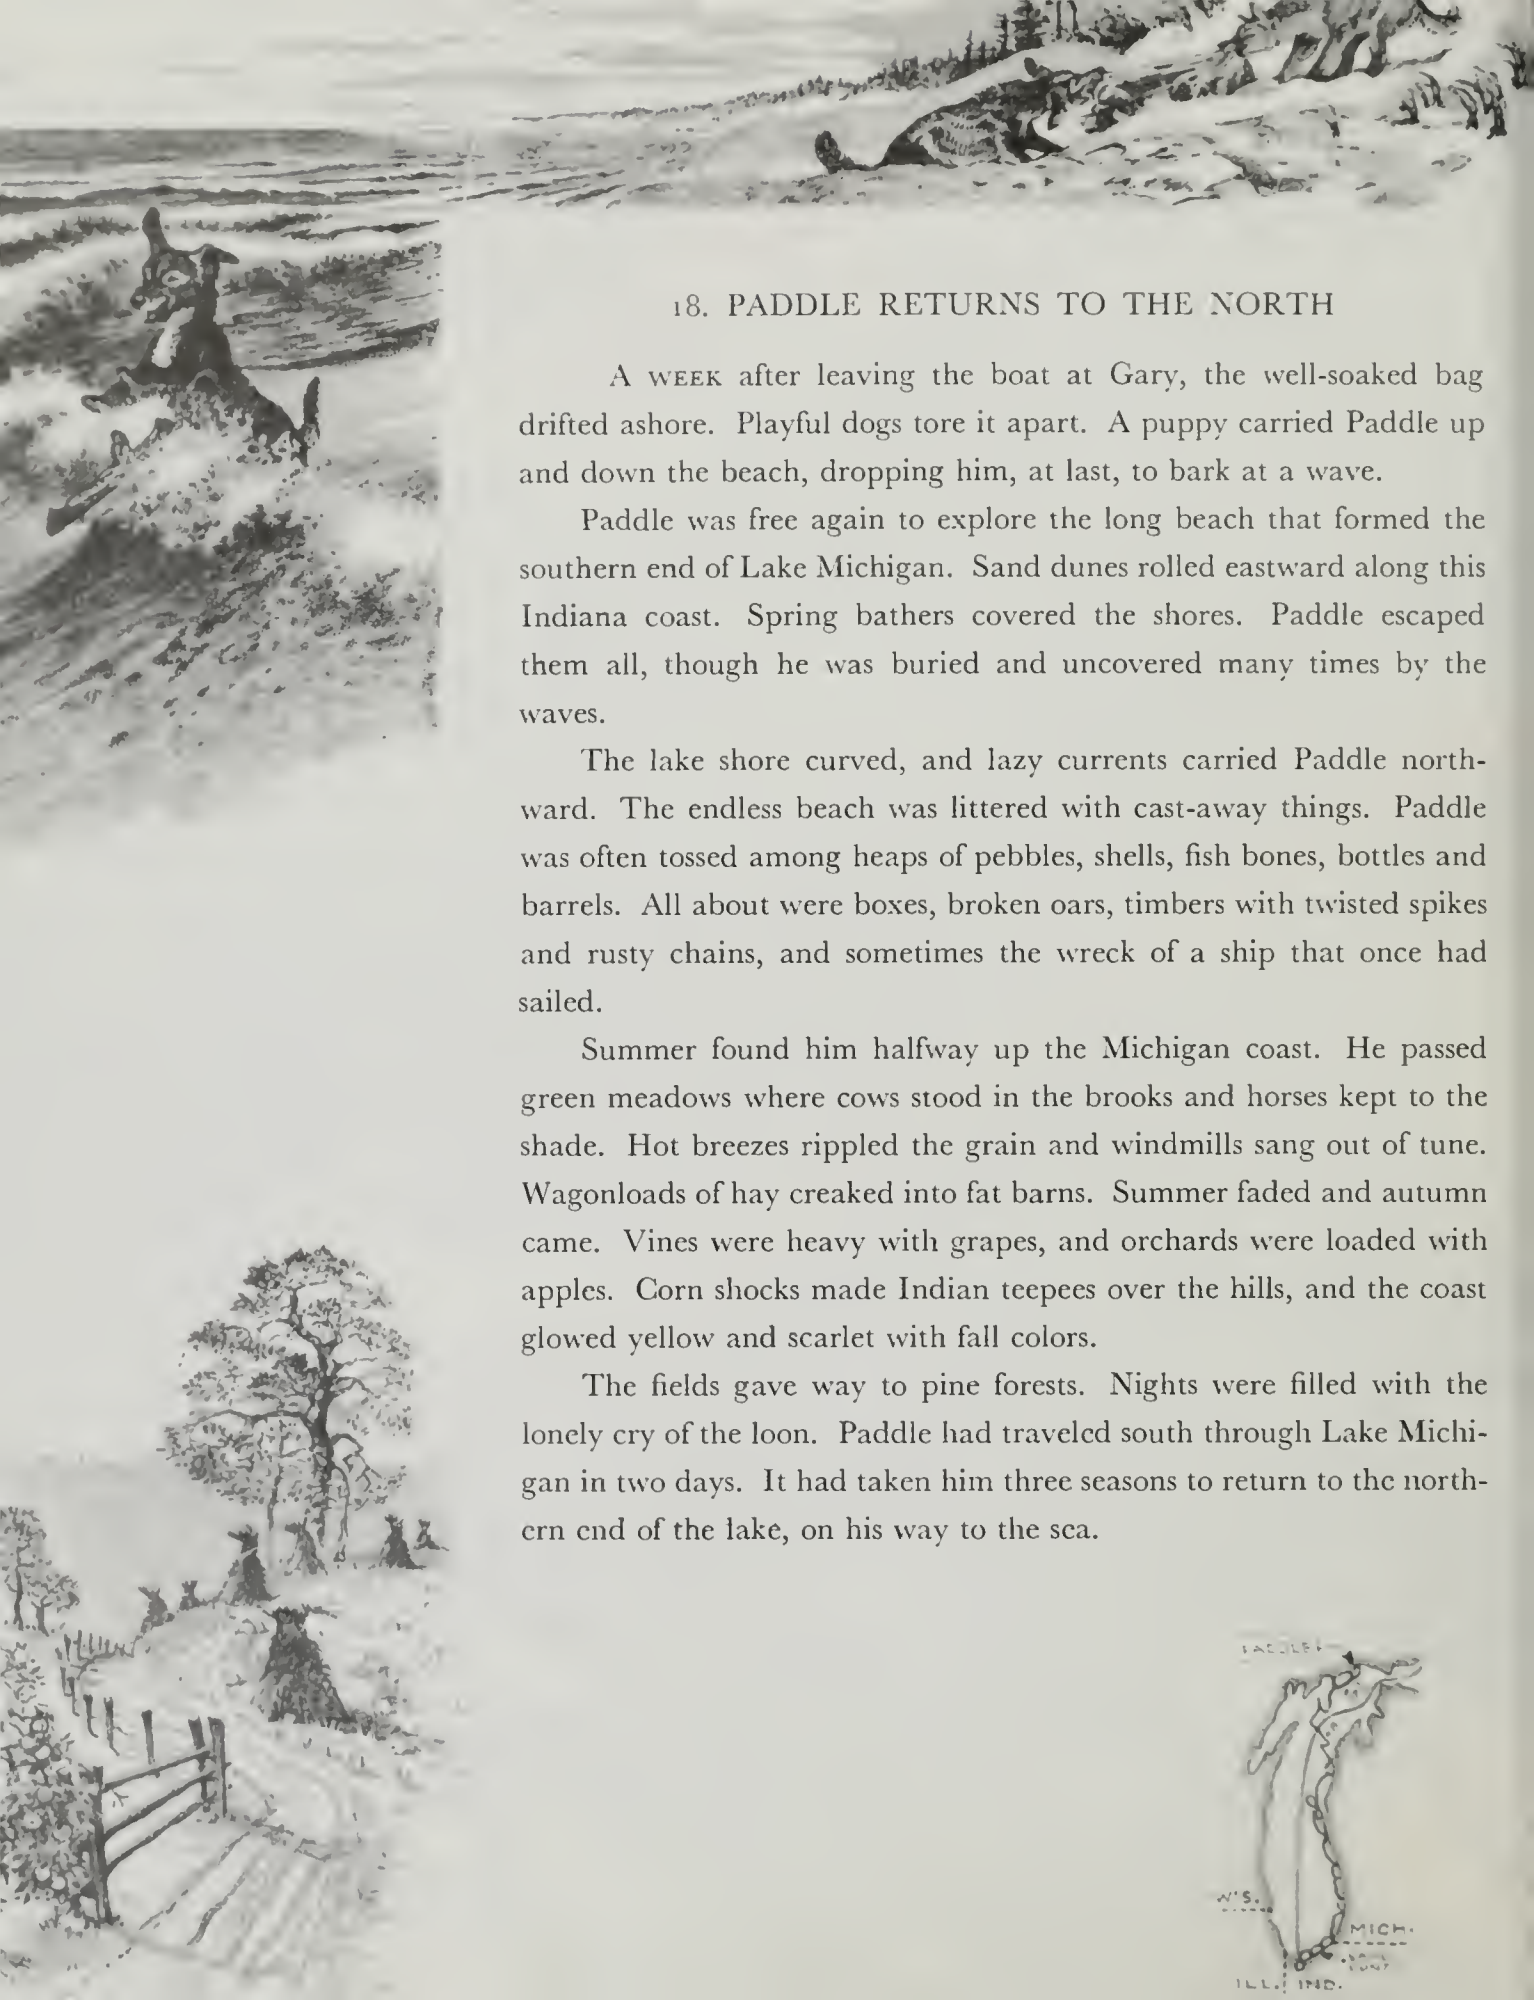 18. PADDLE RETURNS TO THE NORTH
A WEEK after leaving the boat at Gary, the well-soaked bag
drifted ashore. Playful dogs tore it apart. A puppy carried Paddle up
and down the beach, dropping him, at last, to bark at a wave.
Paddle was free again to explore the long beach that formed the
southern end of Lake Michigan. Sand dunes rolled eastward along this
Indiana coast. Spring bathers covered the shores. Paddle escaped
them all, though he was buried and uncovered many times by the
waves.
The lake shore curved, and lazy currents carried Paddle north-
ward. The endless beach was littered with cast-away things. Paddle
was often tossed among heaps of pebbles, shells, fish bones, bottles and
barrels. All about were boxes, broken oars, timbers with twisted spikes
and rusty chains, and sometimes the wreck of a ship that once had
sailed.
Summer found him halfway up the Michigan coast. He passed
green meadows where cows stood in the brooks and horses kept to the
shade. Hot breezes rippled the grain and windmills sang out of tune.
Wagonloads of hay creaked into fat barns. Summer faded and autumn
came. Vines were heavy with grapes, and orchards were loaded with
apples. Corn shocks made Indian teepees over the hills, and the coast
glowed yellow and scarlet with fall colors.
The fields gave way to pine forests. Nights were filled with the
lonely cry of the loon. Paddle had traveled south through Lake Michi-
gan in two days. It had taken him three seasons to return to the north-
ern end of the lake, on his way to the sea.
PADDLE
WIS.
MICH.
ILL. IND.